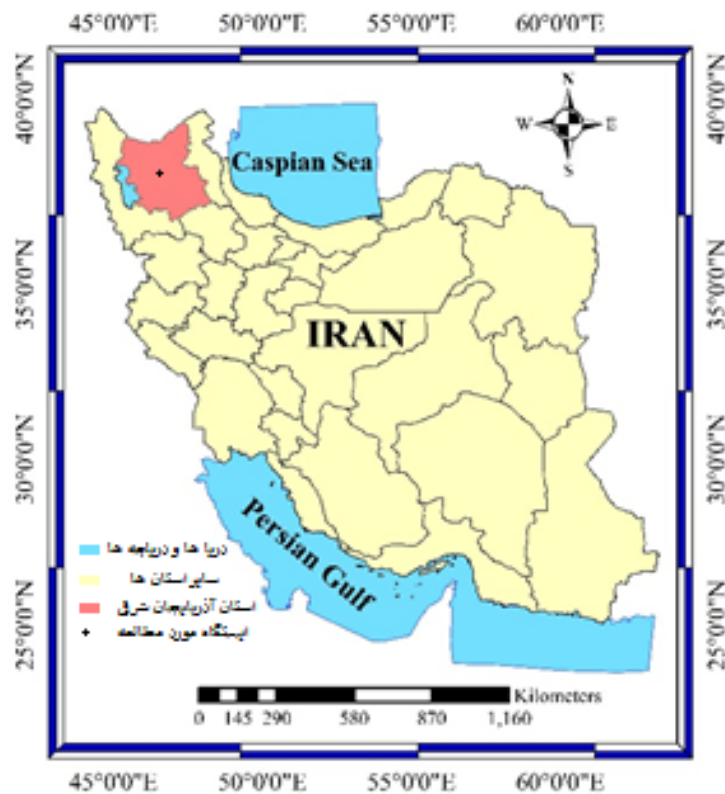 45°0'0"E 50°0'0"E 55°0'0"E 60°0'0"E
40°0'0"N 40°0'0"N
N
W E
S
Caspian Sea
35°0'0"N 35°0'0"N
IRAN
30°0'0"N 30°0'0"N
Persian Gulf
دریا ها و دریاچه ها
سایر استان ها
استان آذربایجان شرقی
ایستگاه مورد مطالعه
25°0'0"N 25°0'0"N
Kilometers
0 145 290 580 870 1,160
45°0'0"E 50°0'0"E 55°0'0"E 60°0'0"E